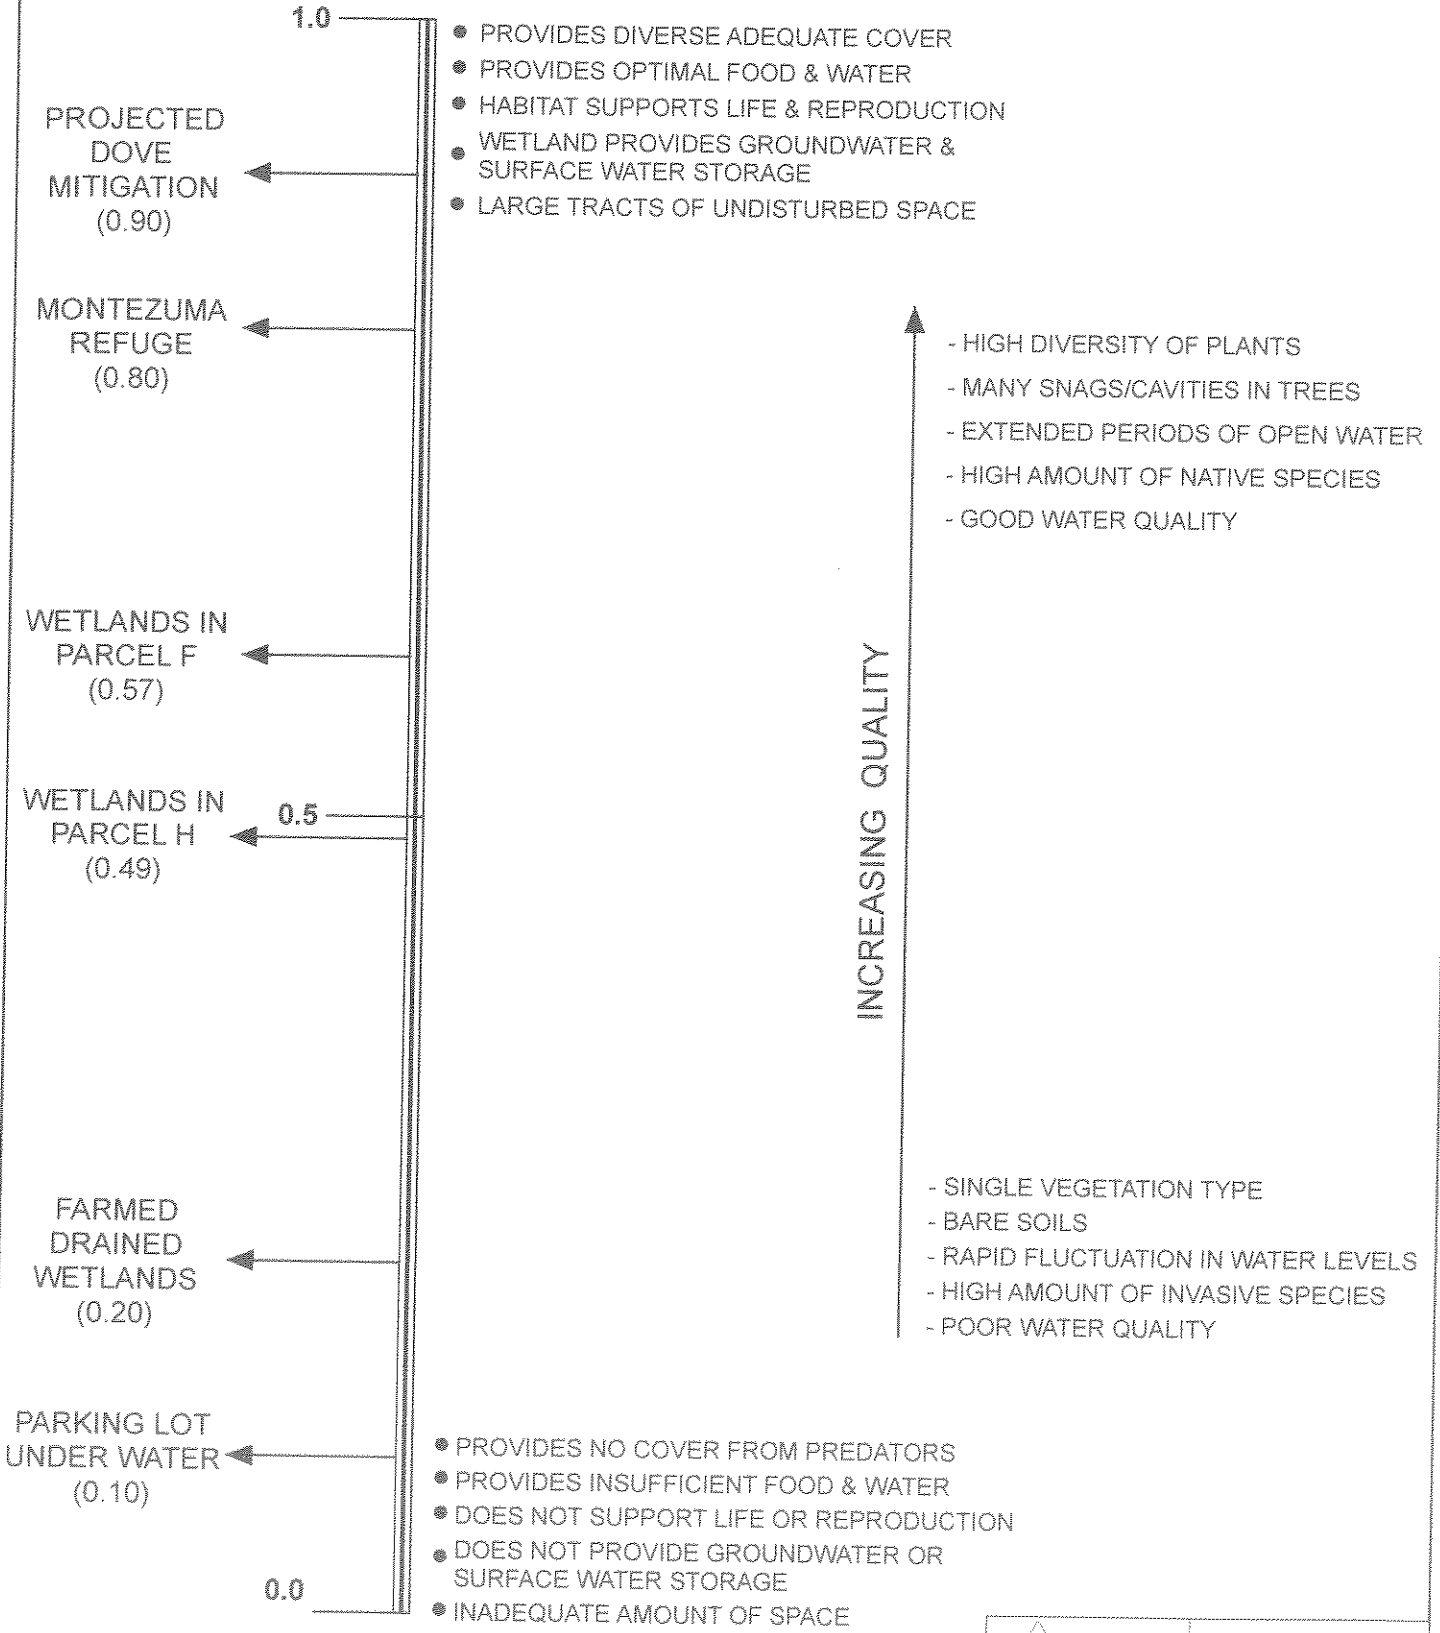 1.0
● PROVIDES DIVERSE ADEQUATE COVER
● PROVIDES OPTIMAL FOOD & WATER
● HABITAT SUPPORTS LIFE & REPRODUCTION
● WETLAND PROVIDES GROUNDWATER &
SURFACE WATER STORAGE
● LARGE TRACTS OF UNDISTURBED SPACE
PROJECTED
DOVE
MITIGATION
(0.90)
MONTEZUMA
REFUGE
(0.80)
- HIGH DIVERSITY OF PLANTS
- MANY SNAGS/CAVITIES IN TREES
- EXTENDED PERIODS OF OPEN WATER
- HIGH AMOUNT OF NATIVE SPECIES
- GOOD WATER QUALITY
WETLANDS IN
PARCEL F
(0.57)
INCREASING QUALITY
WETLANDS IN
PARCEL H
(0.49)
0.5
FARMED
DRAINED
WETLANDS
(0.20)
- SINGLE VEGETATION TYPE
- BARE SOILS
- RAPID FLUCTUATION IN WATER LEVELS
- HIGH AMOUNT OF INVASIVE SPECIES
- POOR WATER QUALITY
PARKING LOT
UNDER WATER
(0.10)
● PROVIDES NO COVER FROM PREDATORS
● PROVIDES INSUFFICIENT FOOD & WATER
● DOES NOT SUPPORT LIFE OR REPRODUCTION
● DOES NOT PROVIDE GROUNDWATER OR
SURFACE WATER STORAGE
● INADEQUATE AMOUNT OF SPACE
0.0